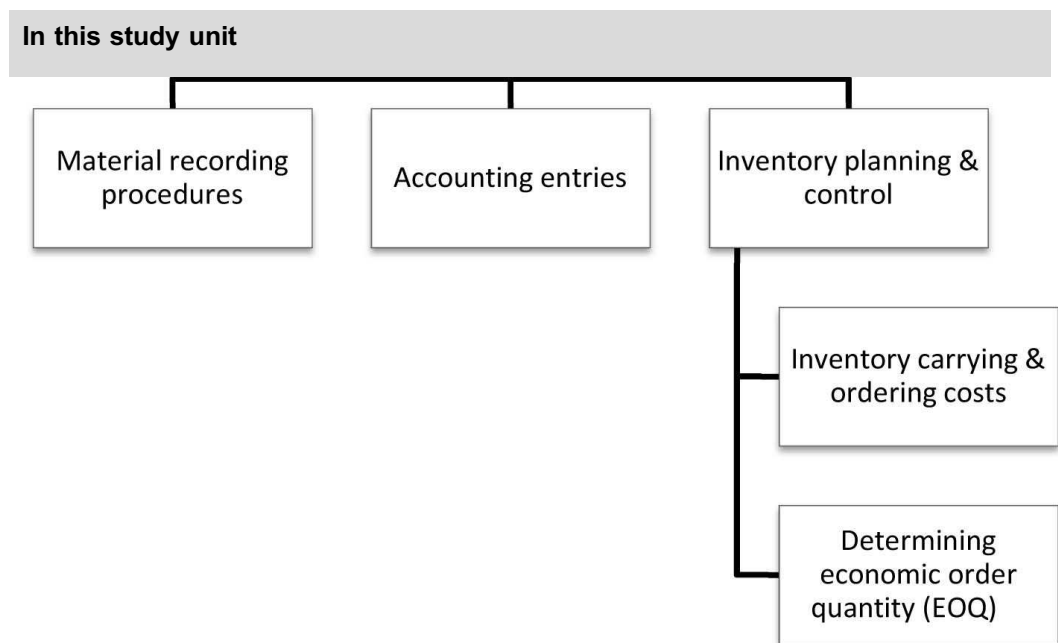 In this study unit
Material recording
procedures
Accounting entries
Inventory planning &
control
Inventory carrying &
ordering costs
Determining
economic order
quantity (EOQ)